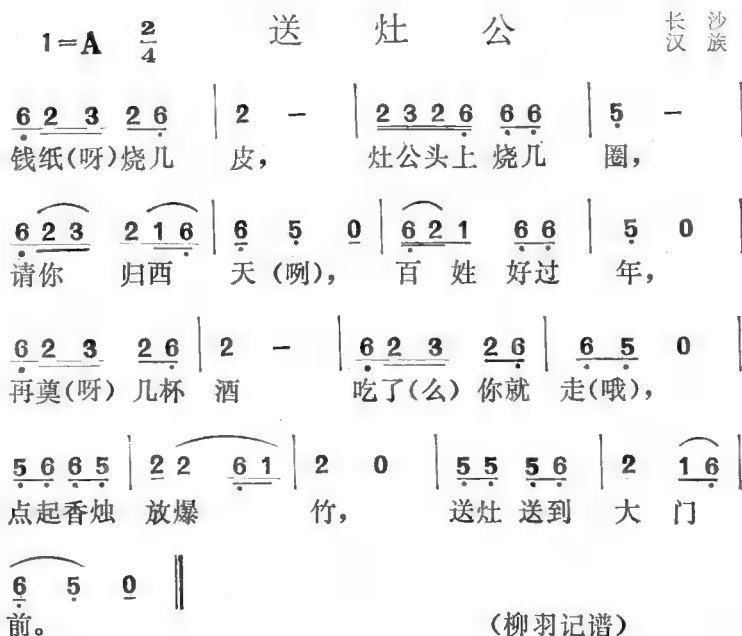 1=A 2/4 送灶公 长沙
汉族
6 2 3 2 6 | 2 － | 2 3 2 6 6 6 | 5 － |
钱纸(呀)烧几 皮， 灶公头上 烧几 圈，
6 2 3 2 1 6 | 6 5 0 | 6 2 1 6 6 | 5 0 |
请你 归西 天(咧)， 百 姓 好过 年，
6 2 3 2 6 | 2 － | 6 2 3 2 6 | 6 5 0 |
再奠(呀) 几杯 酒 吃了(么) 你就 走(哦)，
5 6 6 5 | 2 2 6 1 | 2 0 | 5 5 5 6 | 2 1 6 |
点起香烛 放爆 竹， 送灶 送到 大 门
6 5 0 ‖
前。 (柳羽记谱)